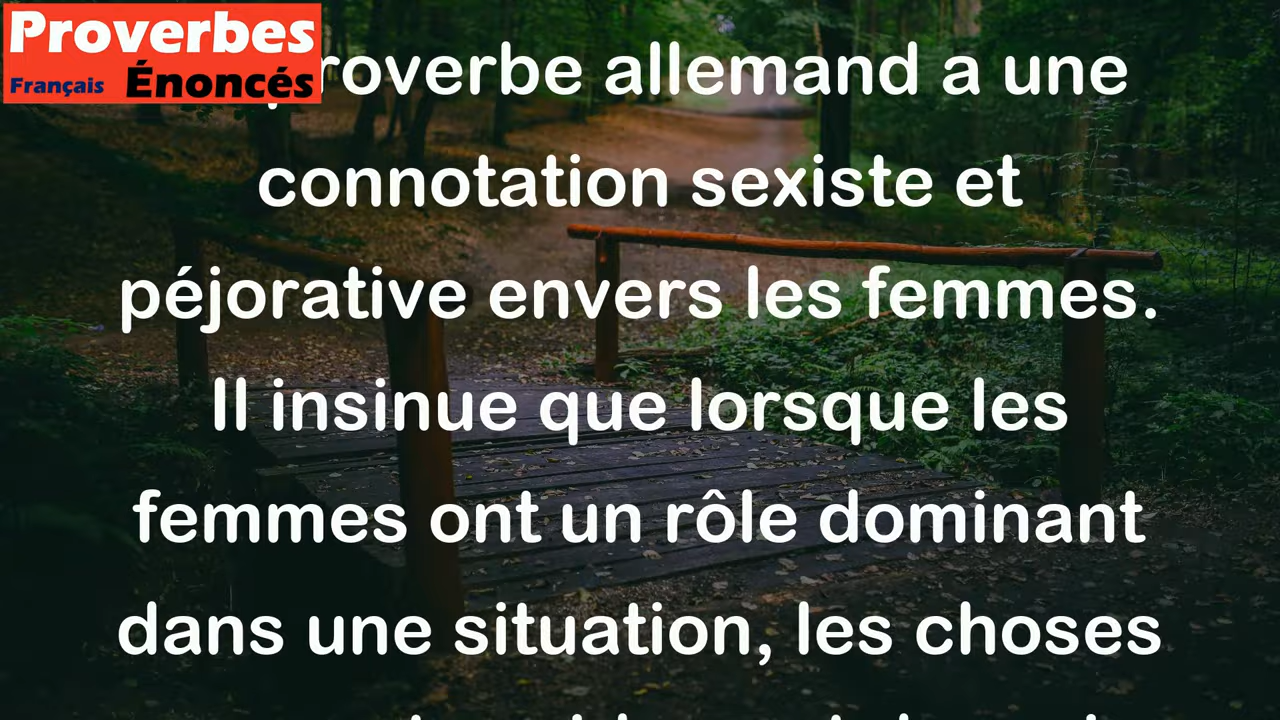 Proverbes
Français Énoncés
proverbe allemand a une
connotation sexiste et
péjorative envers les femmes.
Il insinue que lorsque les
femmes ont un rôle dominant
dans une situation, les choses